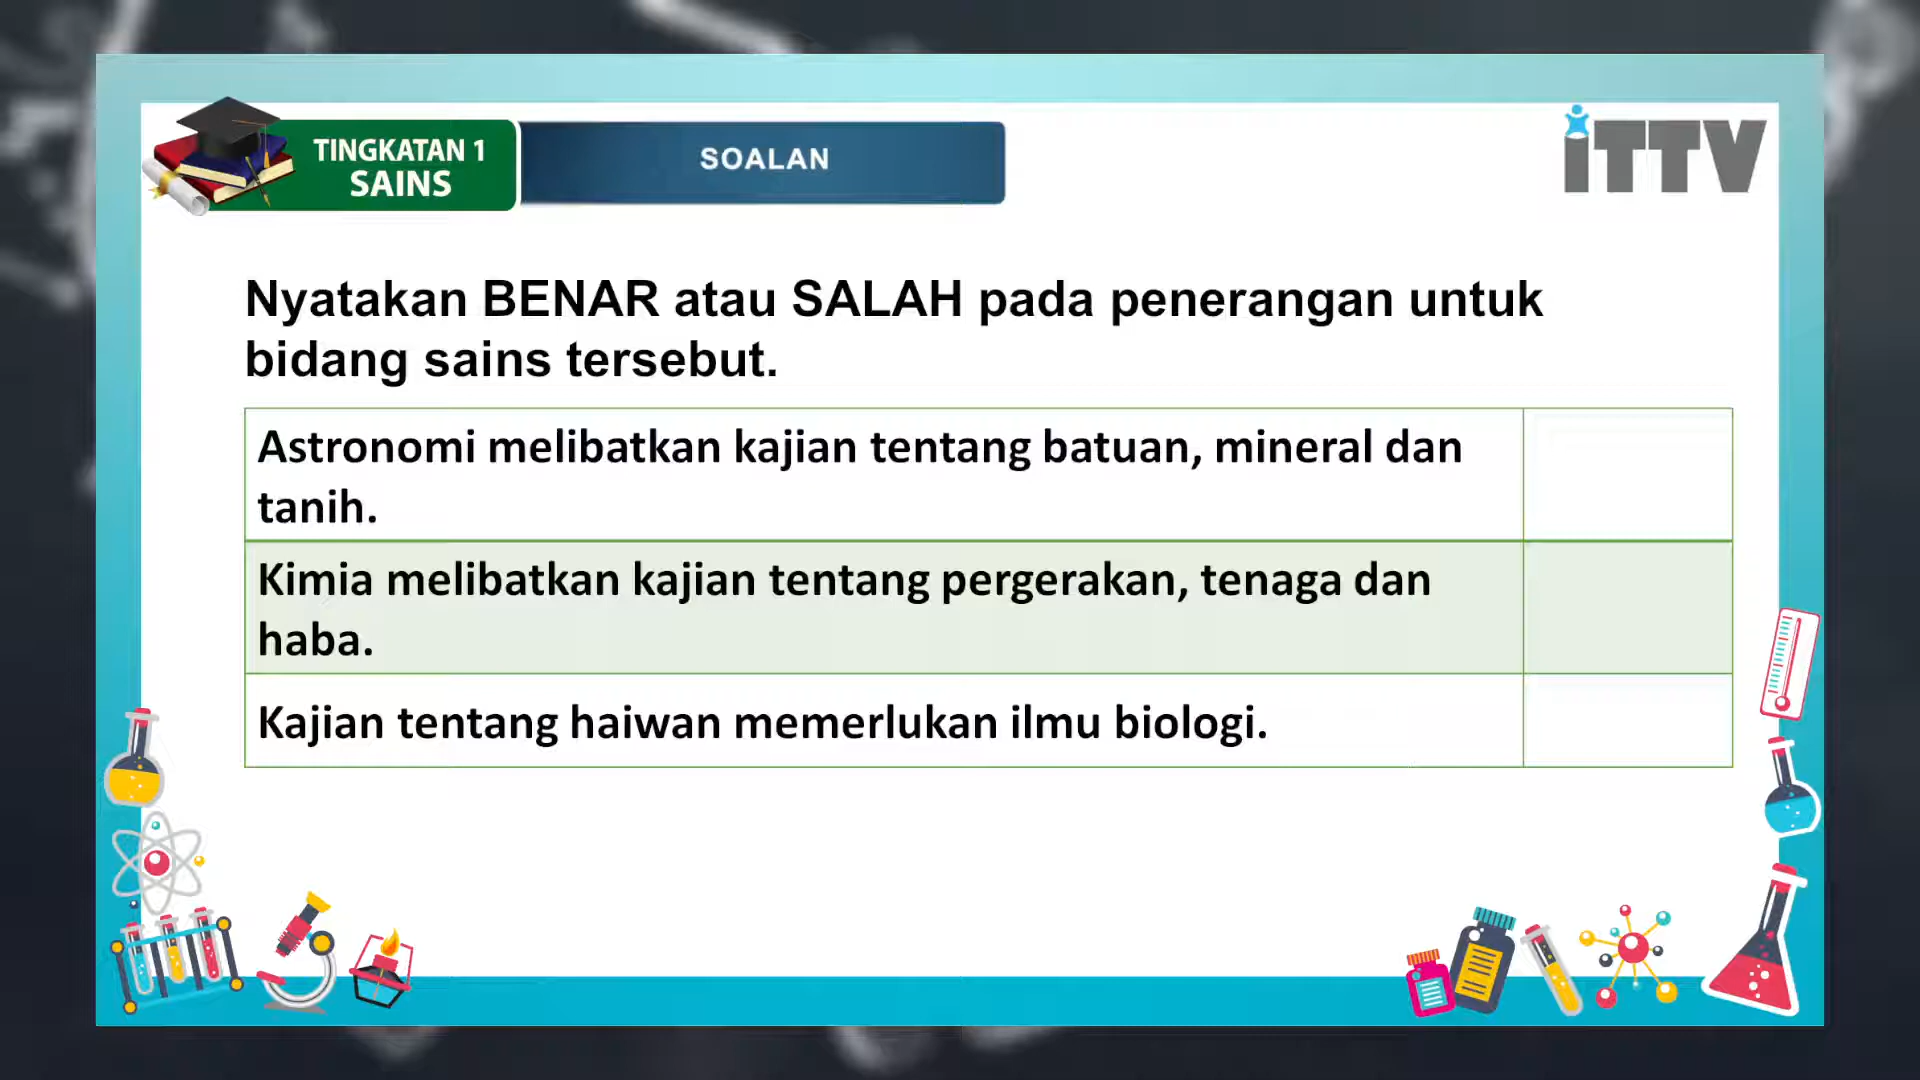 TINGKATAN 1
SAINS
SOALAN
iTTV
Nyatakan BENAR atau SALAH pada penerangan untuk
bidang sains tersebut.
Astronomi melibatkan kajian tentang batuan, mineral dan
tanih.
Kimia melibatkan kajian tentang pergerakan, tenaga dan
haba.
Kajian tentang haiwan memerlukan ilmu biologi.